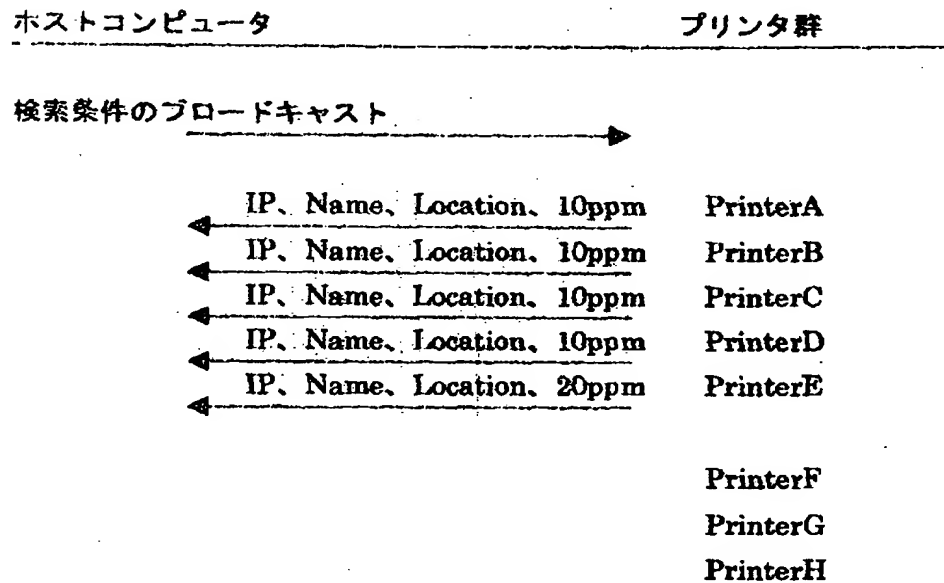 ホストコンピュータ プリンタ群
検索条件のブロードキャスト
IP、Name、Location、10ppm PrinterA
IP、Name、Location、10ppm PrinterB
IP、Name、Location、10ppm PrinterC
IP、Name、Location、10ppm PrinterD
IP、Name、Location、20ppm PrinterE
PrinterF
PrinterG
PrinterH